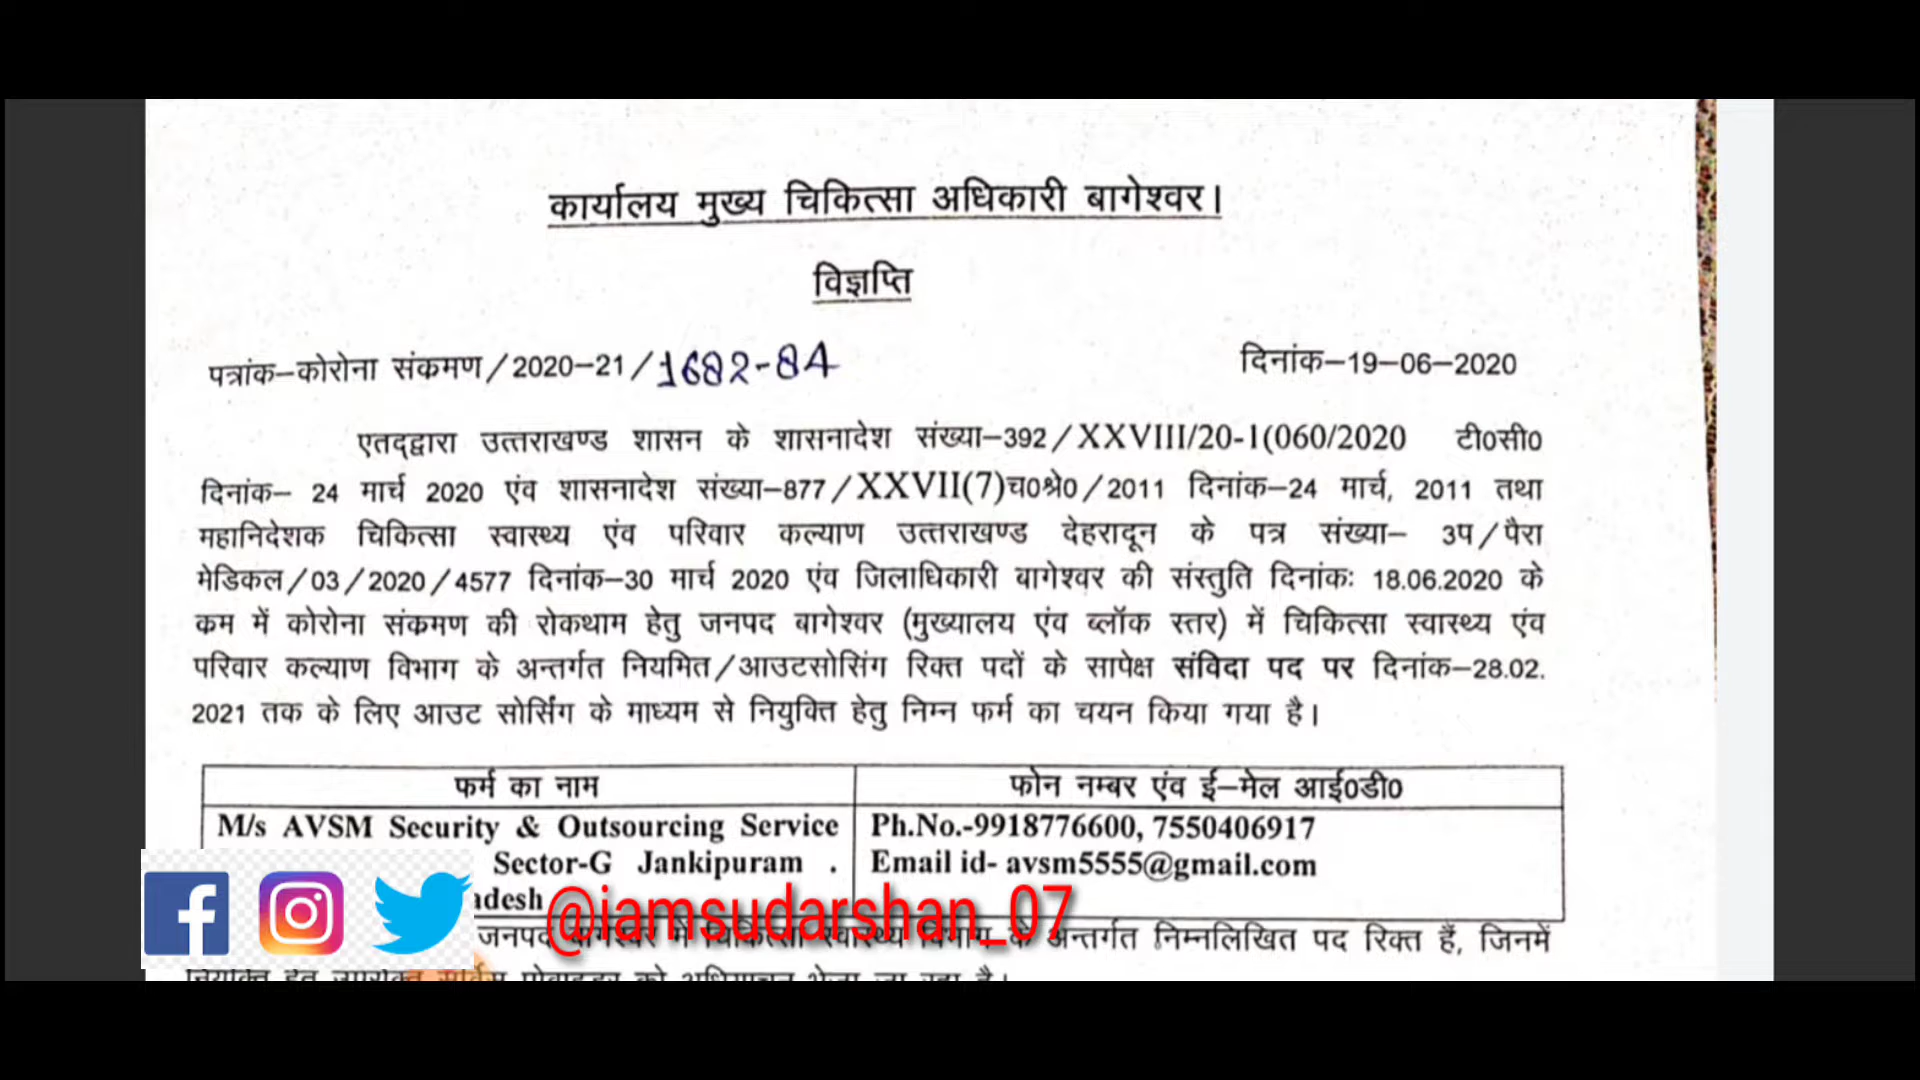 कार्यालय मुख्य चिकित्सा अधिकारी बागेश्वर।
विज्ञप्ति
पत्रांक–कोरोना संकमण/2020–21/1682-84 दिनांक–19–06–2020
एतद्द्वारा उत्तराखण्ड शासन के शासनादेश संख्या–392/XXVIII/20-1(060/2020 टी0सी0
दिनांक– 24 मार्च 2020 एंव शासनादेश संख्या–877/XXVII(7)च0श्रे0/2011 दिनांक–24 मार्च, 2011 तथा
महानिदेशक चिकित्सा स्वास्थ्य एंव परिवार कल्याण उत्तराखण्ड देहरादून के पत्र संख्या– 3प/पैरा
मेडिकल/03/2020/4577 दिनांक–30 मार्च 2020 एंव जिलाधिकारी बागेश्वर की संस्तुति दिनांकः 18.06.2020 के
कम में कोरोना संकमण की रोकथाम हेतु जनपद बागेश्वर (मुख्यालय एंव ब्लॉक स्तर) में चिकित्सा स्वास्थ्य एंव
परिवार कल्याण विभाग के अन्तर्गत नियमित/आउटसोसिंग रिक्त पदों के सापेक्ष संविदा पद पर दिनांक–28.02.
2021 तक के लिए आउट सोर्सिंग के माध्यम से नियुक्ति हेतु निम्न फर्म का चयन किया गया है।
फर्म का नाम फोन नम्बर एंव ई–मेल आई0डी0
M/s AVSM Security & Outsourcing Service Ph.No.-9918776600, 7550406917
Sector-G Jankipuram . Email id- avsm5555@gmail.com
adesh
@iamsudarshan_07
जनपद बागेश्वर में चिकित्सा स्वास्थ्य विभाग के अन्तर्गत निम्नलिखित पद रिक्त हैं, जिनमें